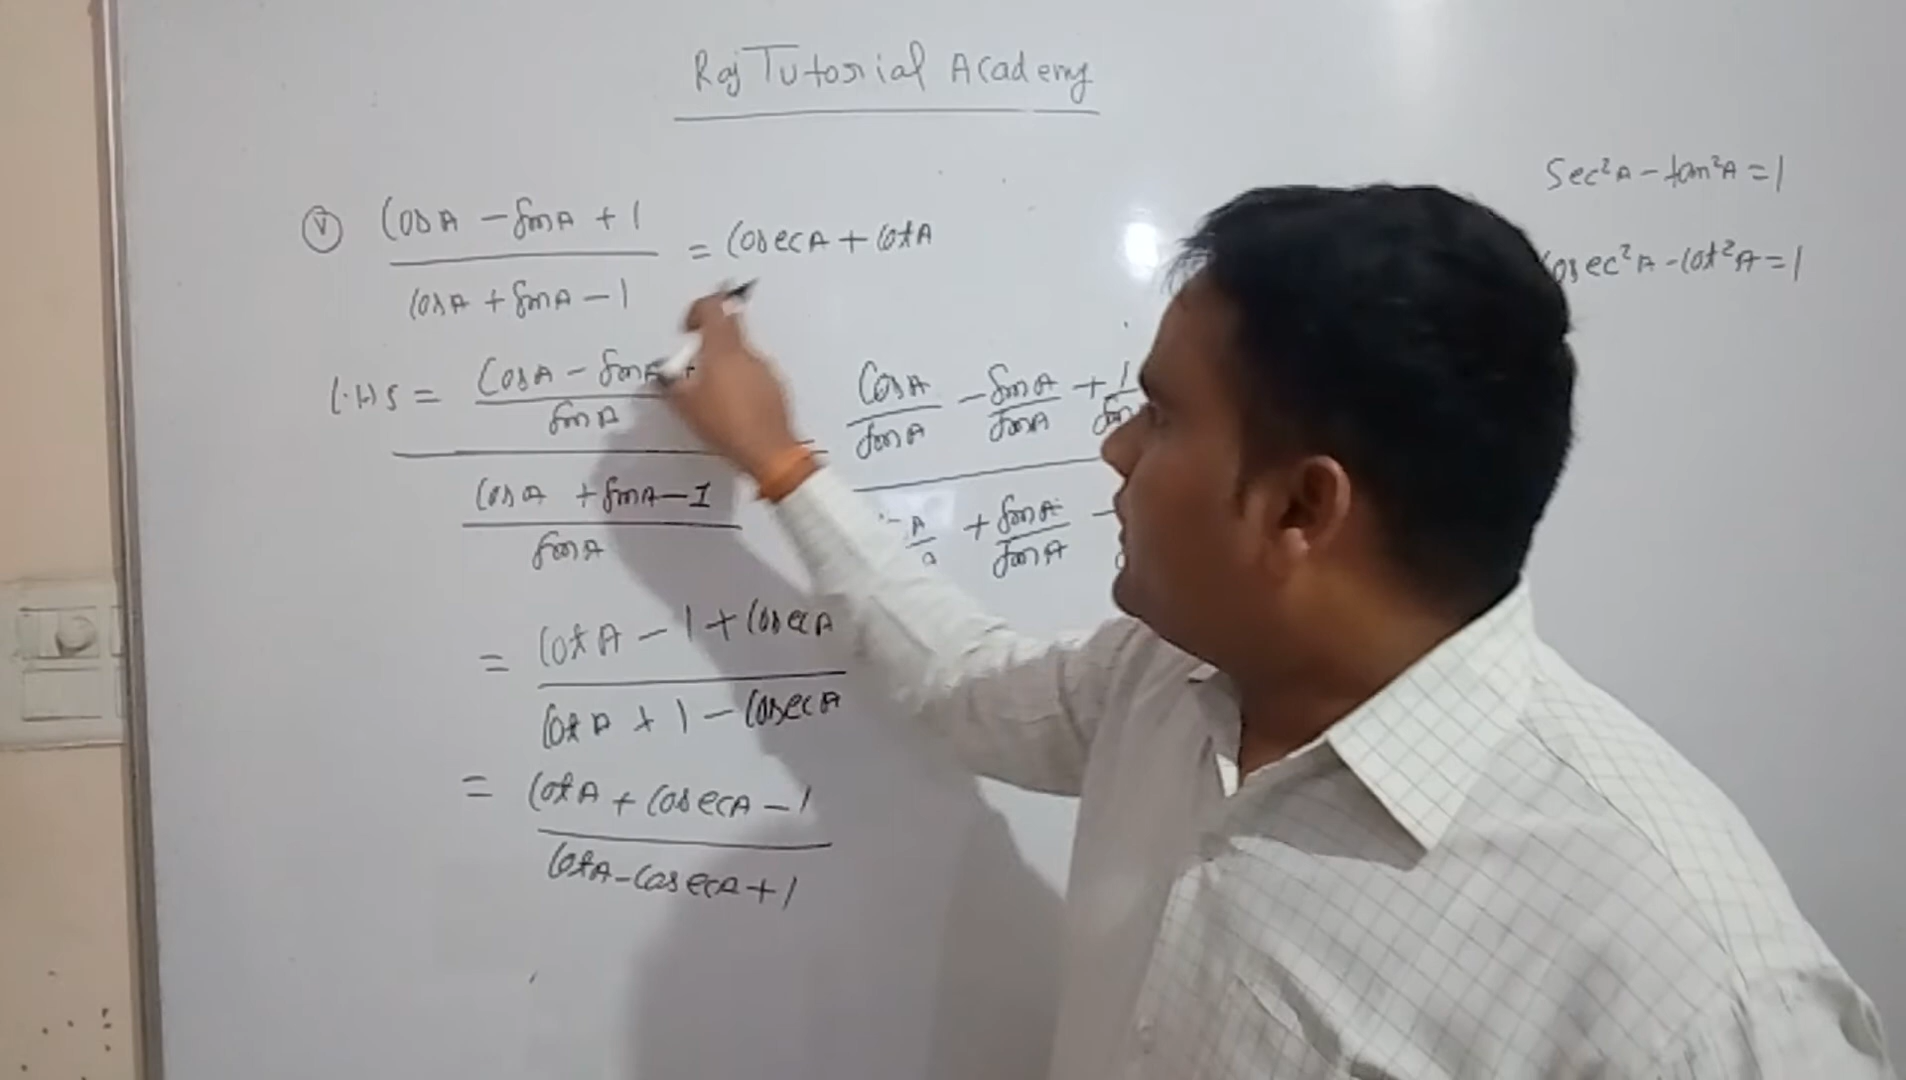 Raj Tutorial Academy
Sec²A - tan²A = 1
Cosec²A - Cot²A = 1
(v) (CosA - SinA + 1) / (CosA + SinA - 1) = CosecA + CotA
L.H.S = ((CosA - SinA +) / SinA) / ((CosA + SinA - 1) / SinA)
(CosA/SinA - SinA/SinA + 1/Sin) / (A + SinA/SinA -)
= (CotA - 1 + CosecA) / (CotA + 1 - CosecA)
= (CotA + CosecA - 1) / (CotA - CosecA + 1)